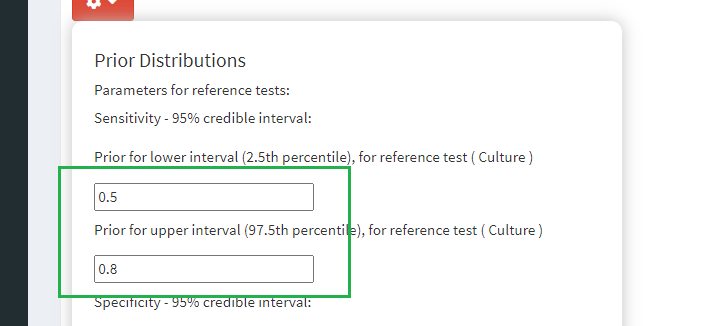 Prior Distributions
Parameters for reference tests:
Sensitivity - 95% credible interval:
Prior for lower interval (2.5th percentile), for reference test ( Culture )
0.5
Prior for upper interval (97.5th percentile), for reference test ( Culture )
0.8
Specificity - 95% credible interval: